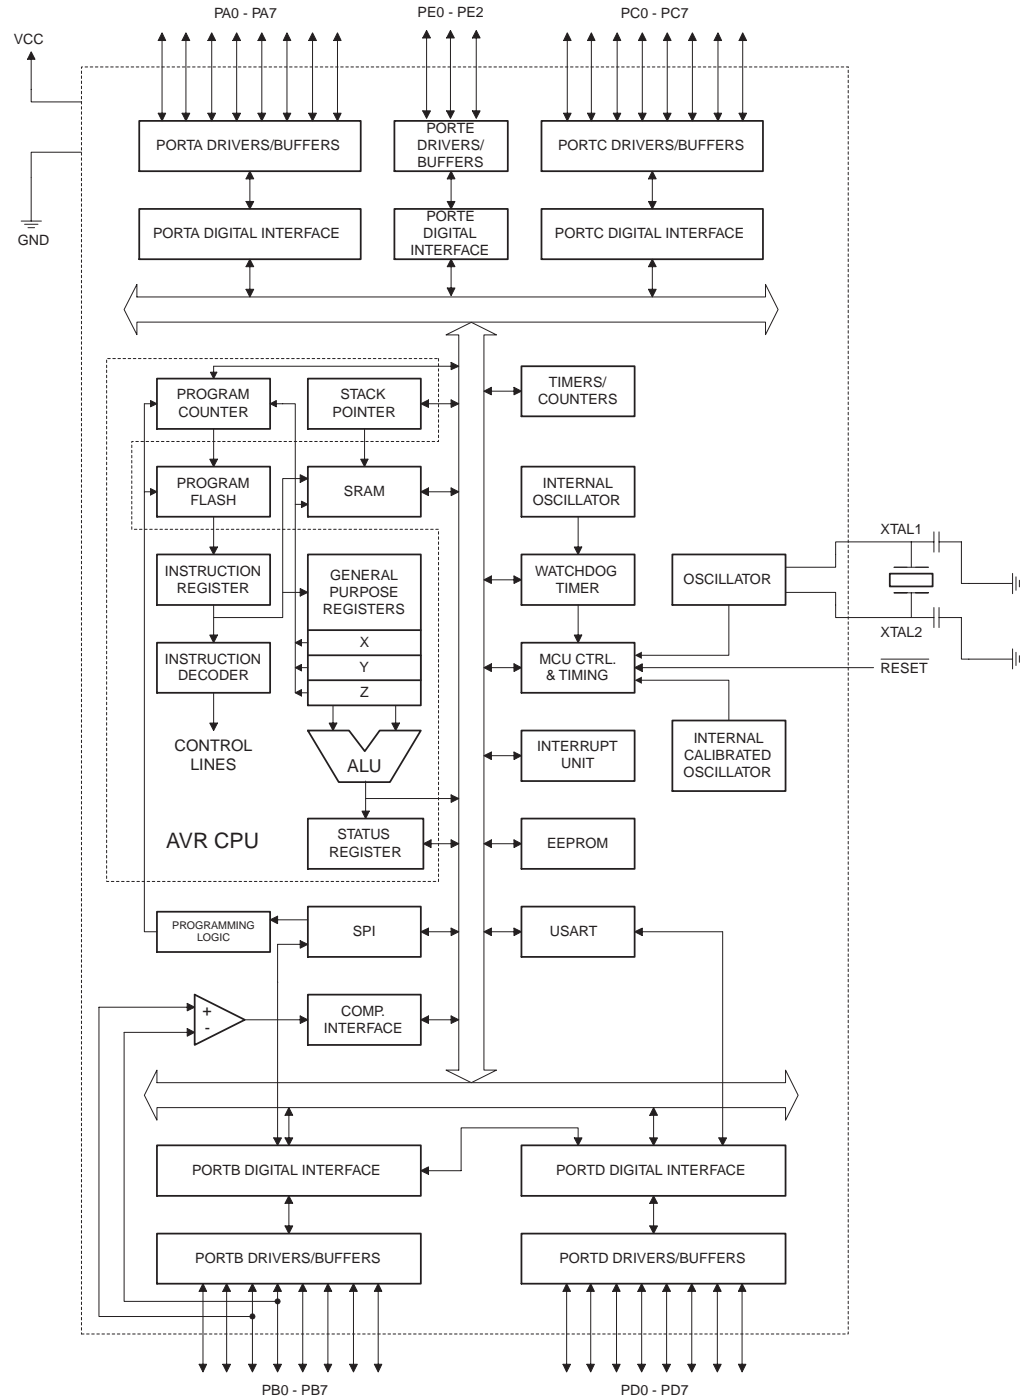 PA0 - PA7
PE0 - PE2
PC0 - PC7
VCC
PORTA DRIVERS/BUFFERS
PORTE
DRIVERS/
BUFFERS
PORTC DRIVERS/BUFFERS
PORTA DIGITAL INTERFACE
PORTE
DIGITAL
INTERFACE
PORTC DIGITAL INTERFACE
GND
PROGRAM
COUNTER
STACK
POINTER
TIMERS/
COUNTERS
PROGRAM
FLASH
SRAM
INTERNAL
OSCILLATOR
XTAL1
INSTRUCTION
REGISTER
GENERAL
PURPOSE
REGISTERS
WATCHDOG
TIMER
OSCILLATOR
XTAL2
X
Y
Z
INSTRUCTION
DECODER
MCU CTRL.
& TIMING
RESET
CONTROL
LINES
ALU
INTERRUPT
UNIT
INTERNAL
CALIBRATED
OSCILLATOR
AVR CPU
STATUS
REGISTER
EEPROM
PROGRAMMING
LOGIC
SPI
USART
+
-
COMP.
INTERFACE
PORTB DIGITAL INTERFACE
PORTD DIGITAL INTERFACE
PORTB DRIVERS/BUFFERS
PORTD DRIVERS/BUFFERS
PB0 - PB7
PD0 - PD7